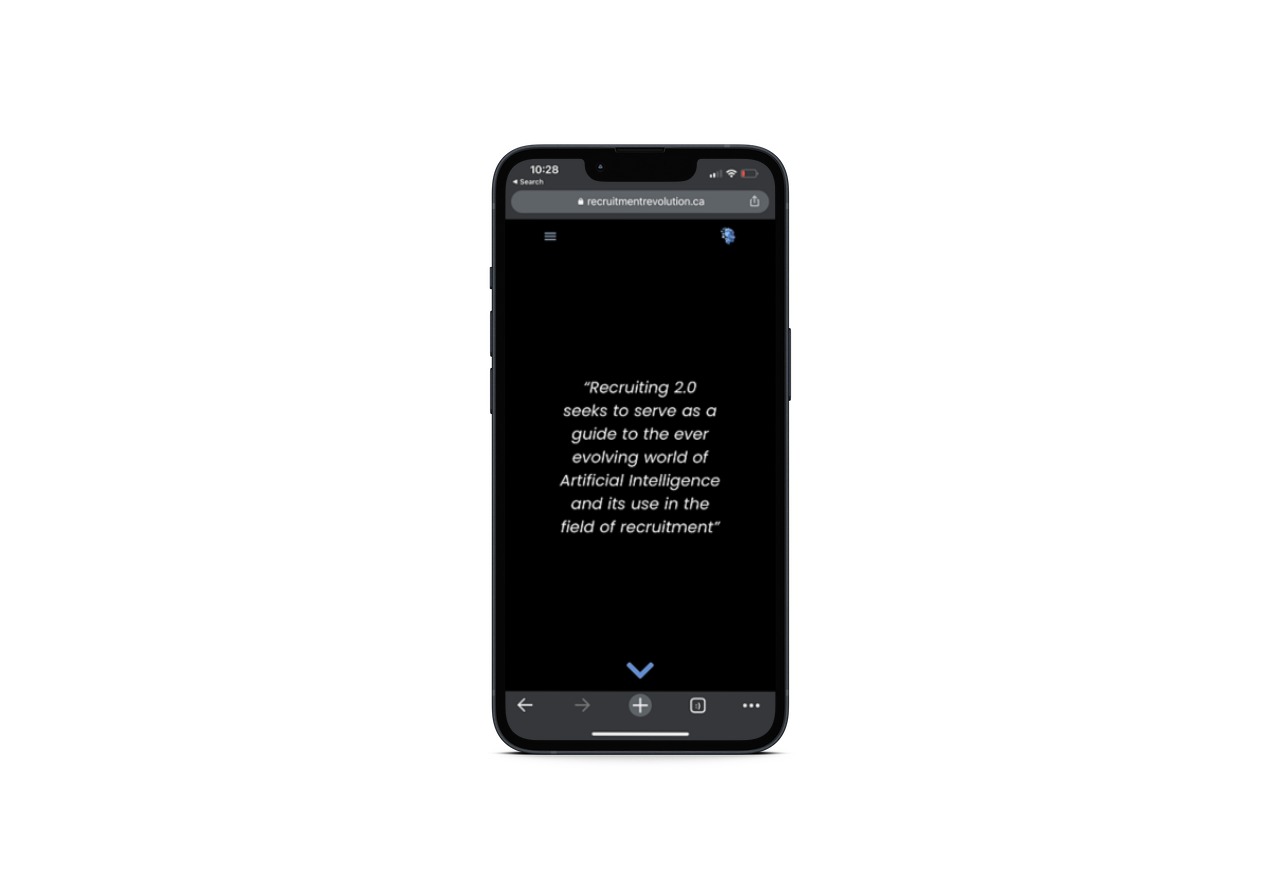 10:28
Search
recruitmentrevolution.ca
“Recruiting 2.0
seeks to serve as a
guide to the ever
evolving world of
Artificial Intelligence
and its use in the
field of recruitment”
:)